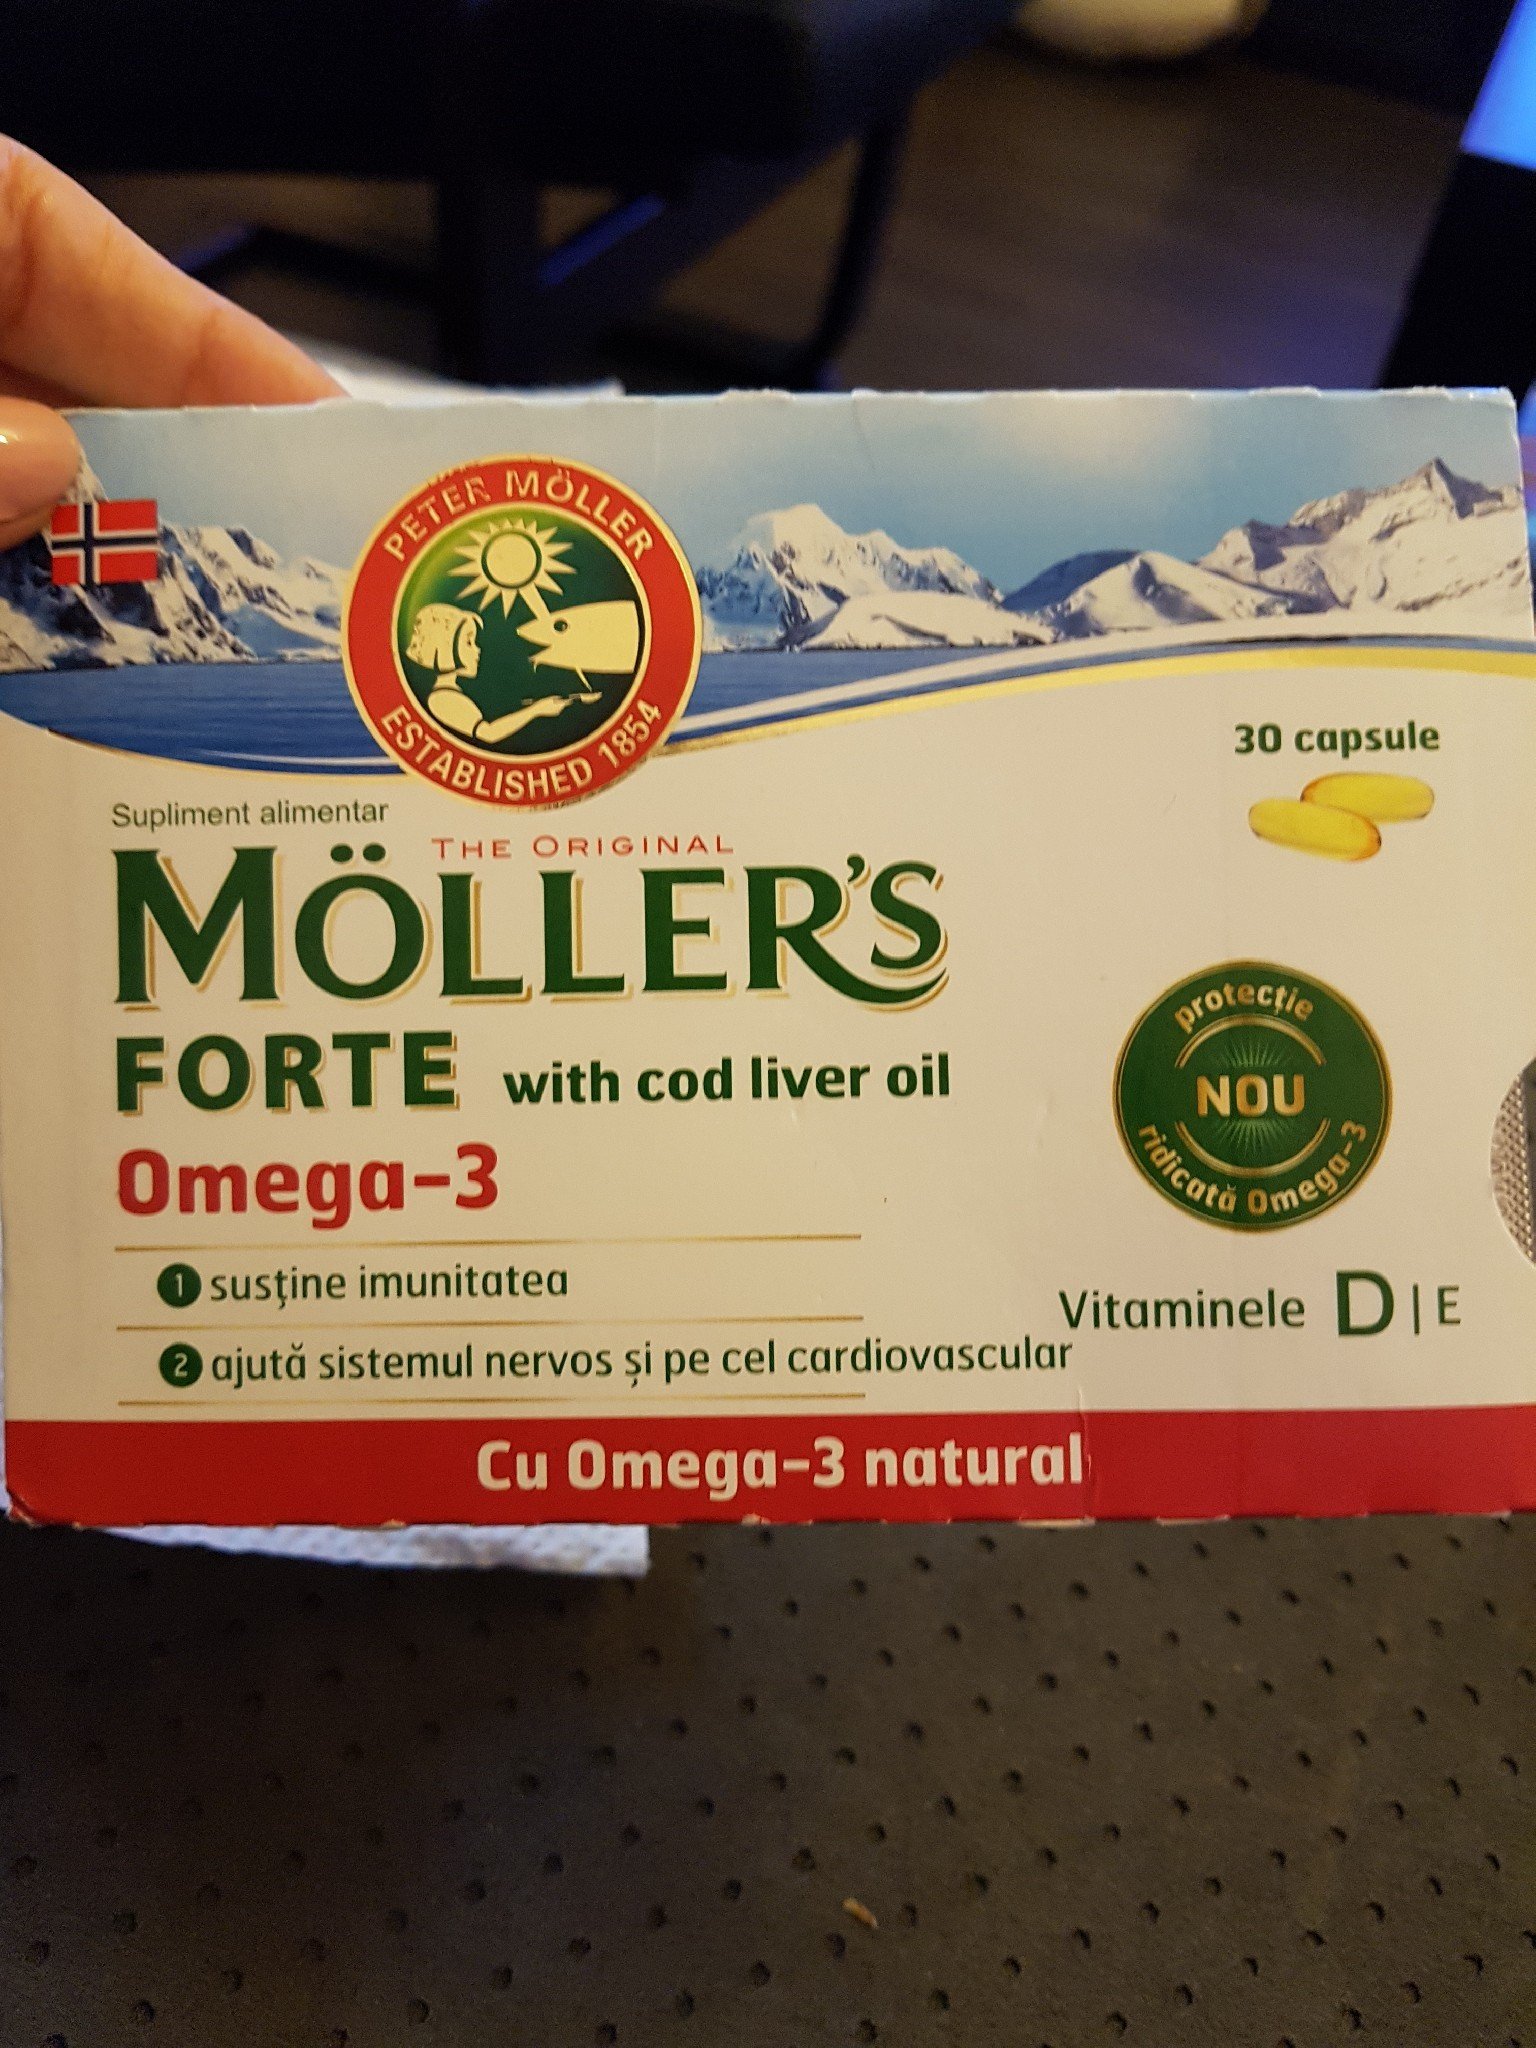 PETER MÖLLER
ESTABLISHED 1854
30 capsule
Supliment alimentar
THE ORIGINAL
MÖLLER'S
FORTE with cod liver oil
Omega-3
protecție
NOU
ridicată Omega-3
1 susţine imunitatea
Vitaminele D | E
2 ajută sistemul nervos și pe cel cardiovascular
Cu Omega-3 natural